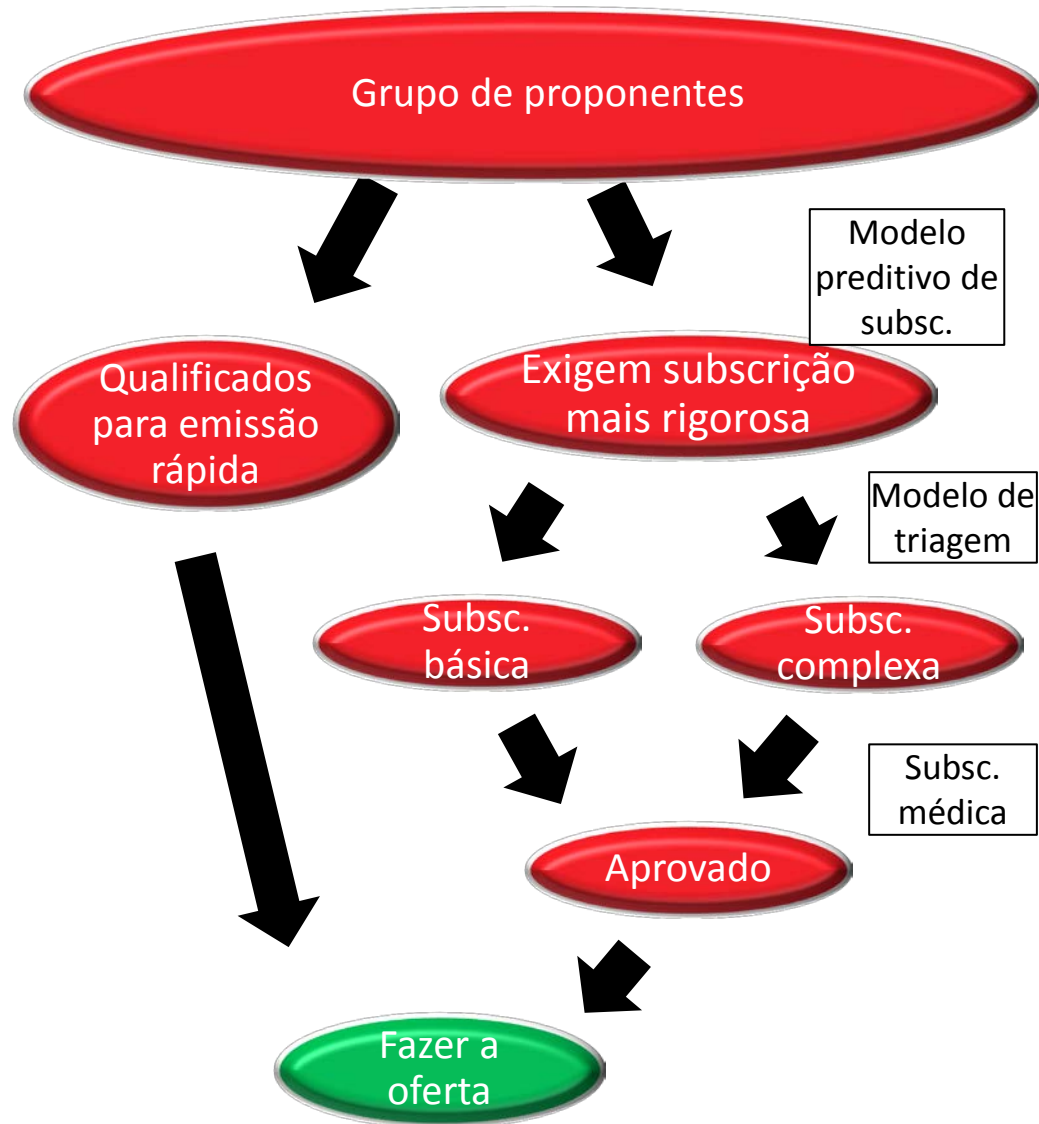 Grupo de proponentes
Modelo
preditivo de
subsc.
Qualificados
para emissão
rápida
Exigem subscrição
mais rigorosa
Modelo de
triagem
Subsc.
básica
Subsc.
complexa
Subsc.
médica
Aprovado
Fazer a
oferta